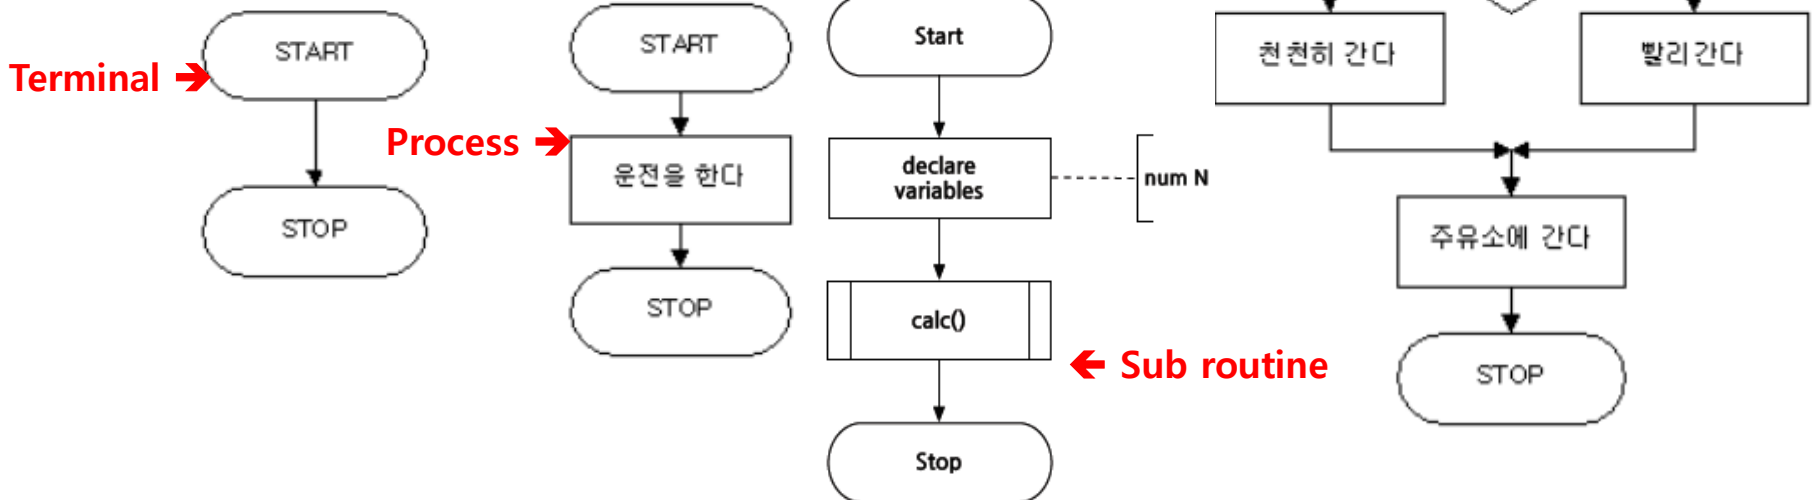 START
Terminal
STOP
START
Process
운전을 한다
STOP
Start
declare
variables
num N
calc()
Sub routine
Stop
천천히 간다
빨리간다
주유소에 간다
STOP